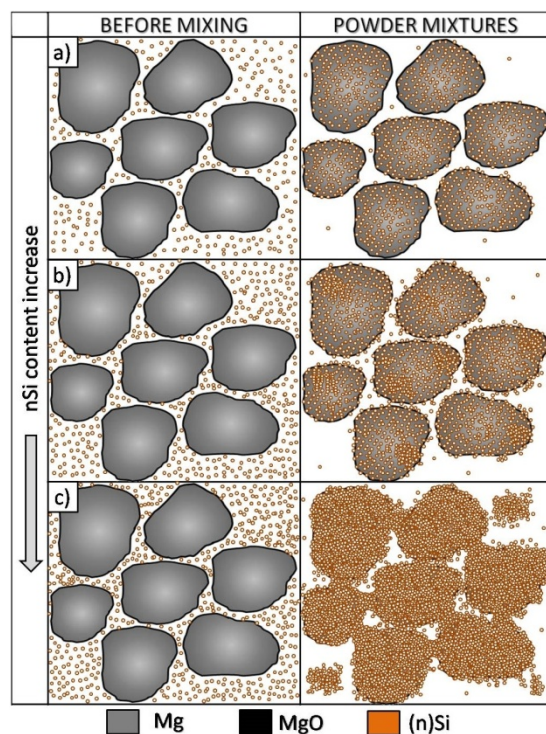 BEFORE MIXING
POWDER MIXTURES
a)
b)
c)
nSi content increase
Mg
MgO
(n)Si